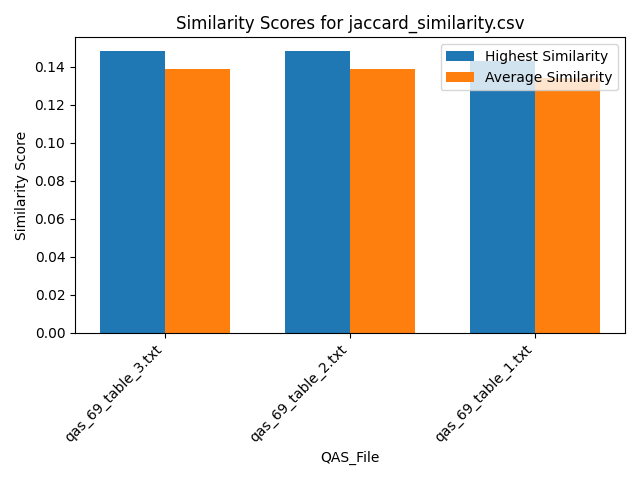 Similarity Scores for jaccard_similarity.csv
Highest Similarity
Average Similarity
Similarity Score
0.14
0.12
0.10
0.08
0.06
0.04
0.02
0.00
qas_69_table_3.txt
qas_69_table_2.txt
qas_69_table_1.txt
QAS_File